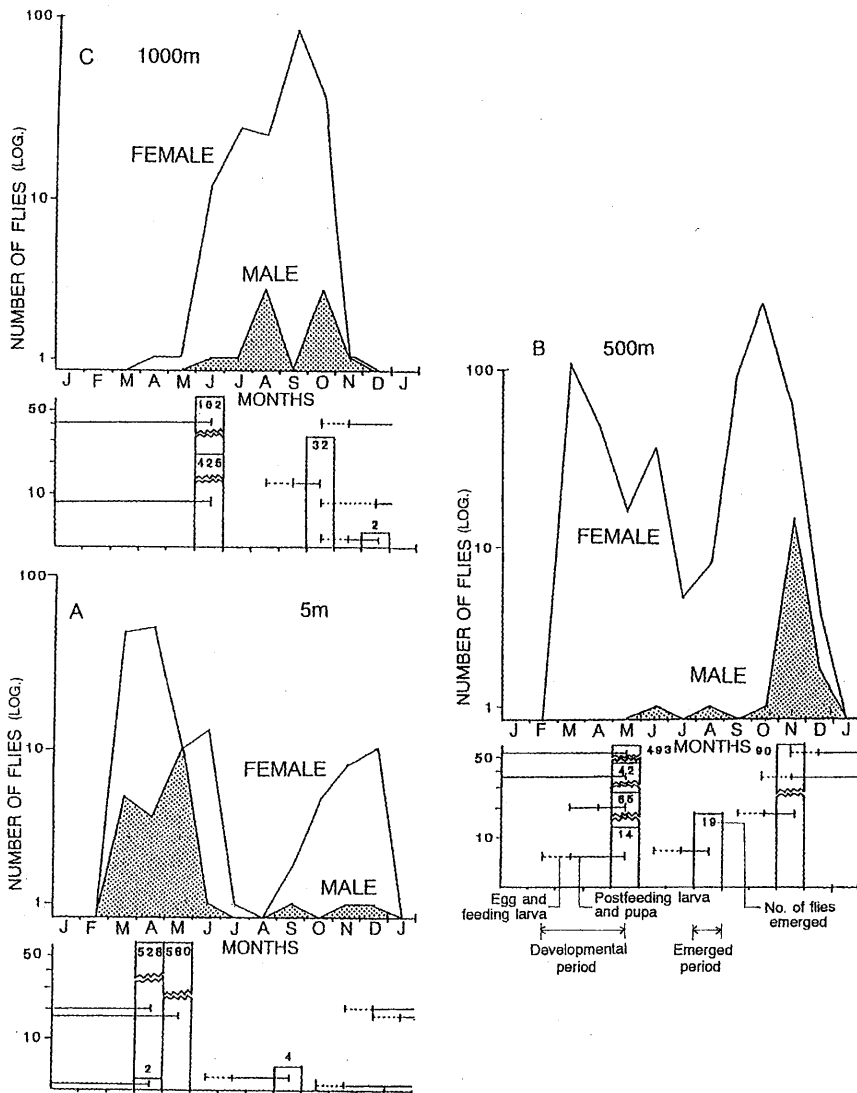 C 1000m
NUMBER OF FLIES (LOG.)
100
10
1
FEMALE
MALE
J F M A M J J A S O N D J
MONTHS
50
10
102
426
32
2
A 5m
NUMBER OF FLIES (LOG.)
100
10
1
FEMALE
MALE
J F M A M J J A S O N D J
MONTHS
10
528 560
2
4
B 500m
NUMBER OF FLIES (LOG.)
100
10
1
FEMALE
MALE
J F M A M J J A S O N D J
MONTHS
50
10
493
42
65
14
19
90
Egg and
feeding larva
Postfeeding larva
and pupa
No. of flies
emerged
Developmental
period
Emerged
period